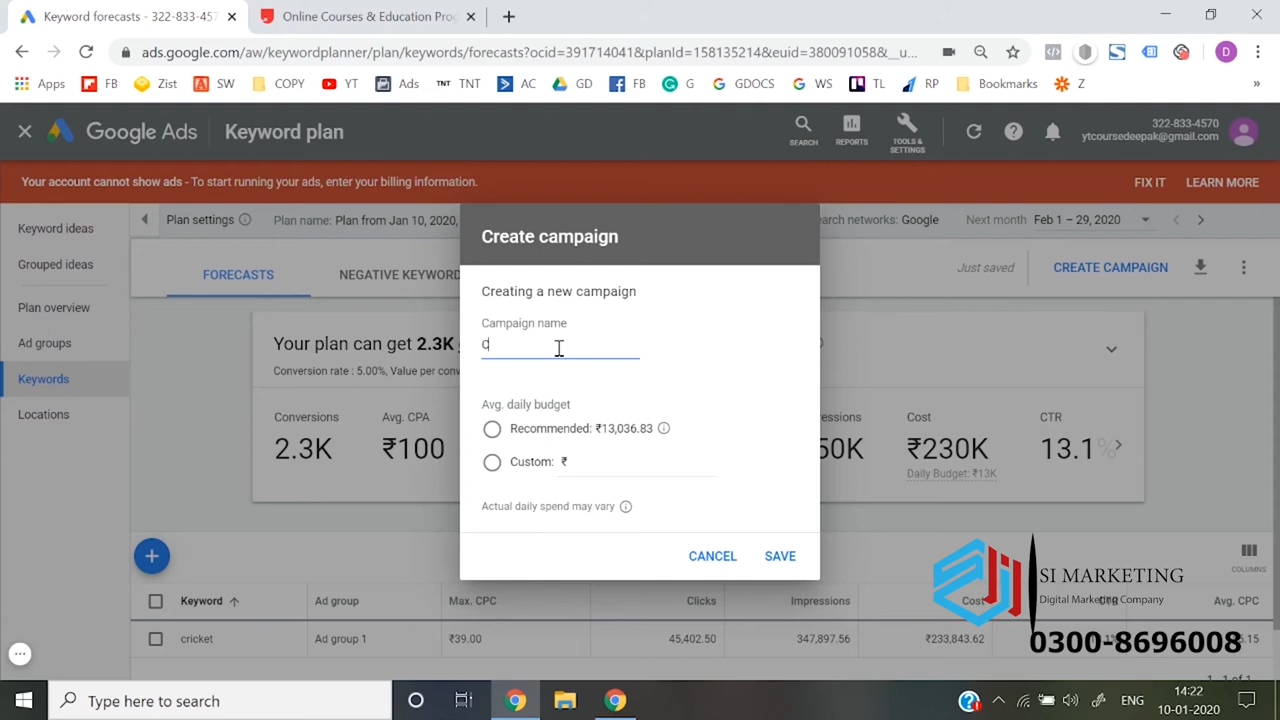 Keyword forecasts - 322-833-457
Online Courses & Education Prog
ads.google.com/aw/keywordplanner/plan/keywords/forecasts?ocid=391714041&planId=158135214&euid=3800910588&__u...
D
Apps FB Zist SW COPY YT Ads TNT TNT AC GD FB G GDOCS WS TL RP Bookmarks Z
»
Google Ads
Keyword plan
SEARCH
REPORTS
TOOLS &
SETTINGS
322-833-4570
ytcoursedeepak@gmail.com
Your account cannot show ads - To start running your ads, enter your billing information.
FIX IT
LEARN MORE
Keyword ideas
Grouped ideas
Plan overview
Ad groups
Keywords
Locations
Plan settings
Plan name: Plan from Jan 10, 2020,
earch networks: Google
Next month
Feb 1 – 29, 2020
FORECASTS
NEGATIVE KEYWORD
Just saved
CREATE CAMPAIGN
Your plan can get 2.3K
Conversion rate : 5.00%, Value per conv
Conversions
2.3K
Avg. CPA
₹100
essions
50K
Cost
₹230K
Daily Budget: ₹13K
CTR
13.1%
Create campaign
Creating a new campaign
Campaign name
C
Avg. daily budget
Recommended: ₹13,036.83
Custom: ₹
Actual daily spend may vary
CANCEL
SAVE
COLUMNS
Keyword Ad group Max. CPC Clicks Impressions Cost CTR Avg. CPC
cricket Ad group 1 ₹39.00 45,402.50 347,897.56 ₹233,843.62
.15
SI MARKETING
Digital Marketing Company
0300-8696008
Type here to search
ENG
14:22
10-01-2020